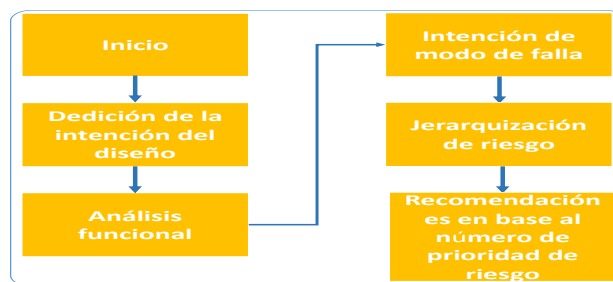 Inicio
Dedición de la
intención del
diseño
Análisis
funcional
Intención de
modo de falla
Jerarquización
de riesgo
Recomendación
es en base al
número de
prioridad de
riesgo